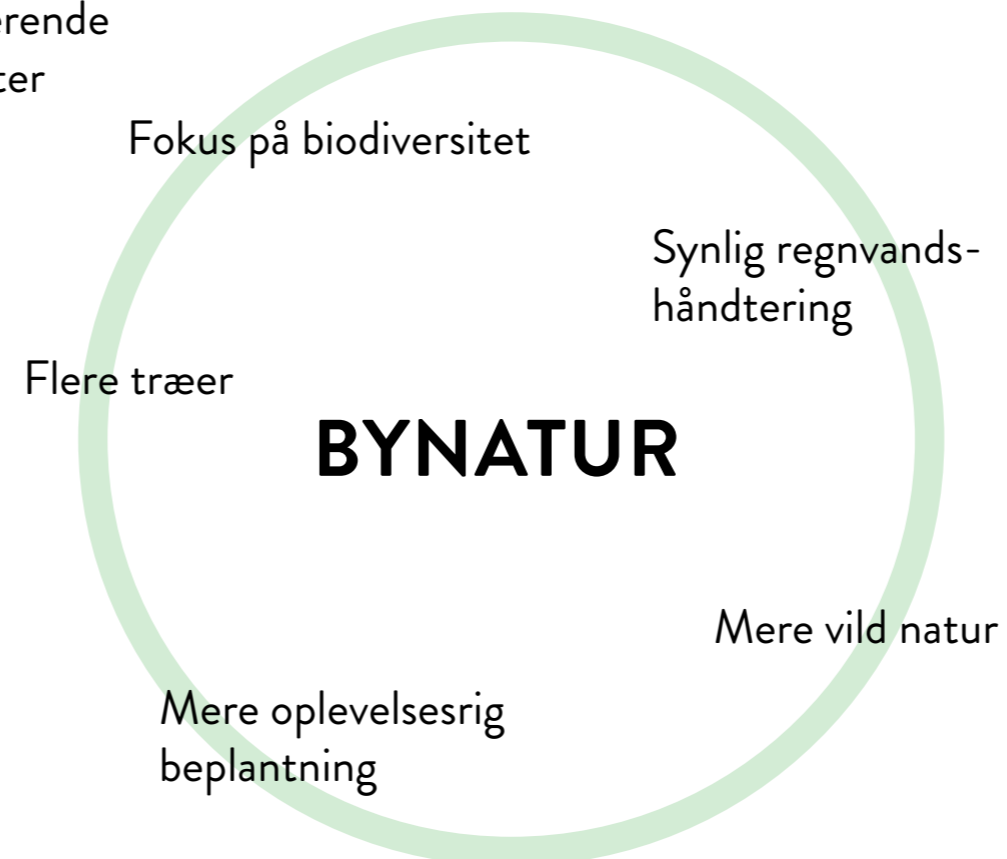 Fokus på biodiversitet
Synlig regnvands-
håndtering
Flere træer
BYNATUR
Mere vild natur
Mere oplevelsesrig
beplantning